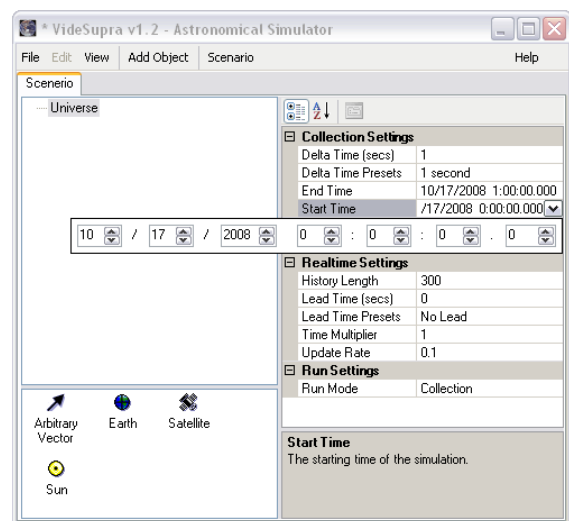 * VideSupra v1.2 - Astronomical Simulator
File Edit View Add Object Scenario Help
Scenerio
Universe
Collection Settings
Delta Time (secs) 1
Delta Time Presets 1 second
End Time 10/17/2008 1:00:00.000
Start Time /17/2008 0:00:00.000
10 / 17 / 2008 0 : 0 : 0 . 0
Realtime Settings
History Length 300
Lead Time (secs) 0
Lead Time Presets No Lead
Time Multiplier 1
Update Rate 0.1
Run Settings
Run Mode Collection
Arbitrary Vector
Earth
Satellite
Sun
Start Time
The starting time of the simulation.